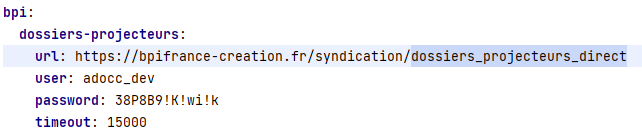 bpi:
dossiers-projecteurs:
url: https://bpifrance-creation.fr/syndication/dossiers_projecteurs_direct
user: adocc_dev
password: 38P8B9!K!wi!k
timeout: 15000